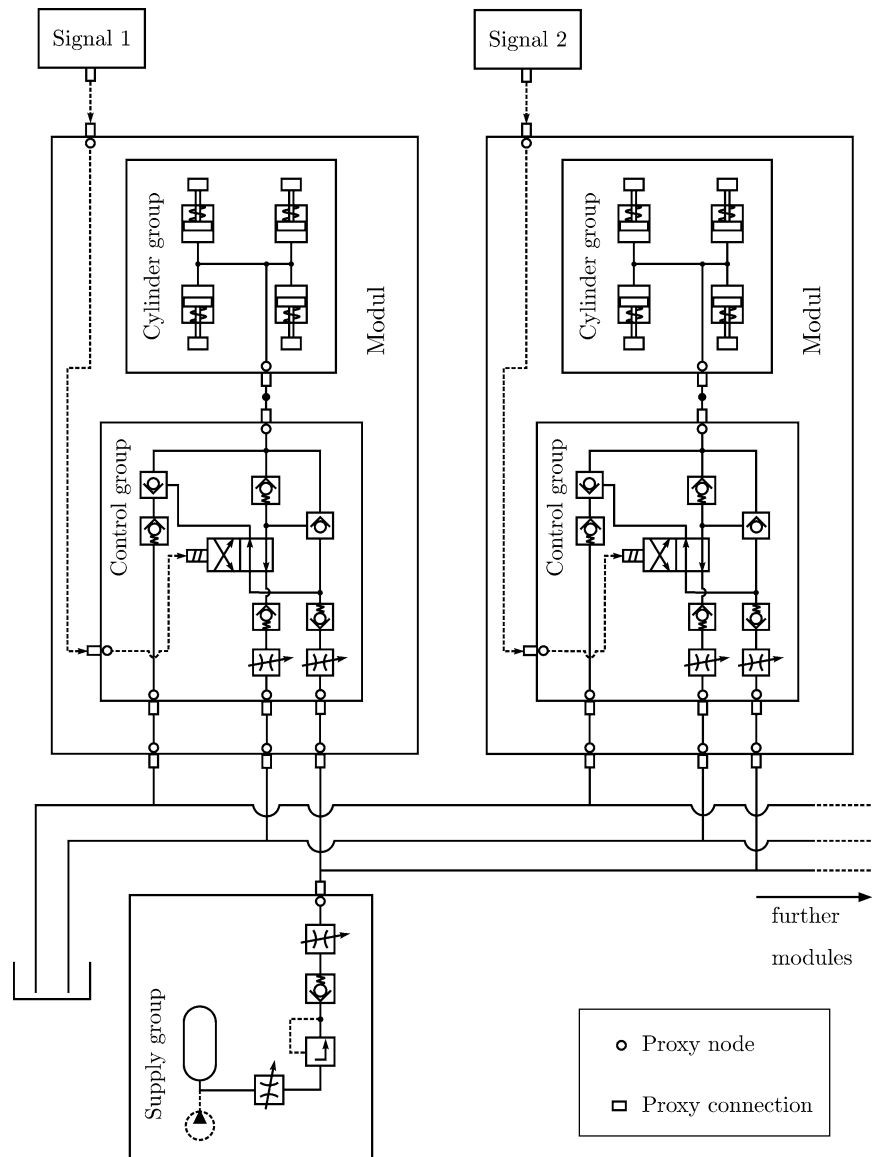 Signal 1
Signal 2
Cylinder group
Modul
Cylinder group
Modul
Control group
Control group
further
modules
Supply group
Proxy node
Proxy connection